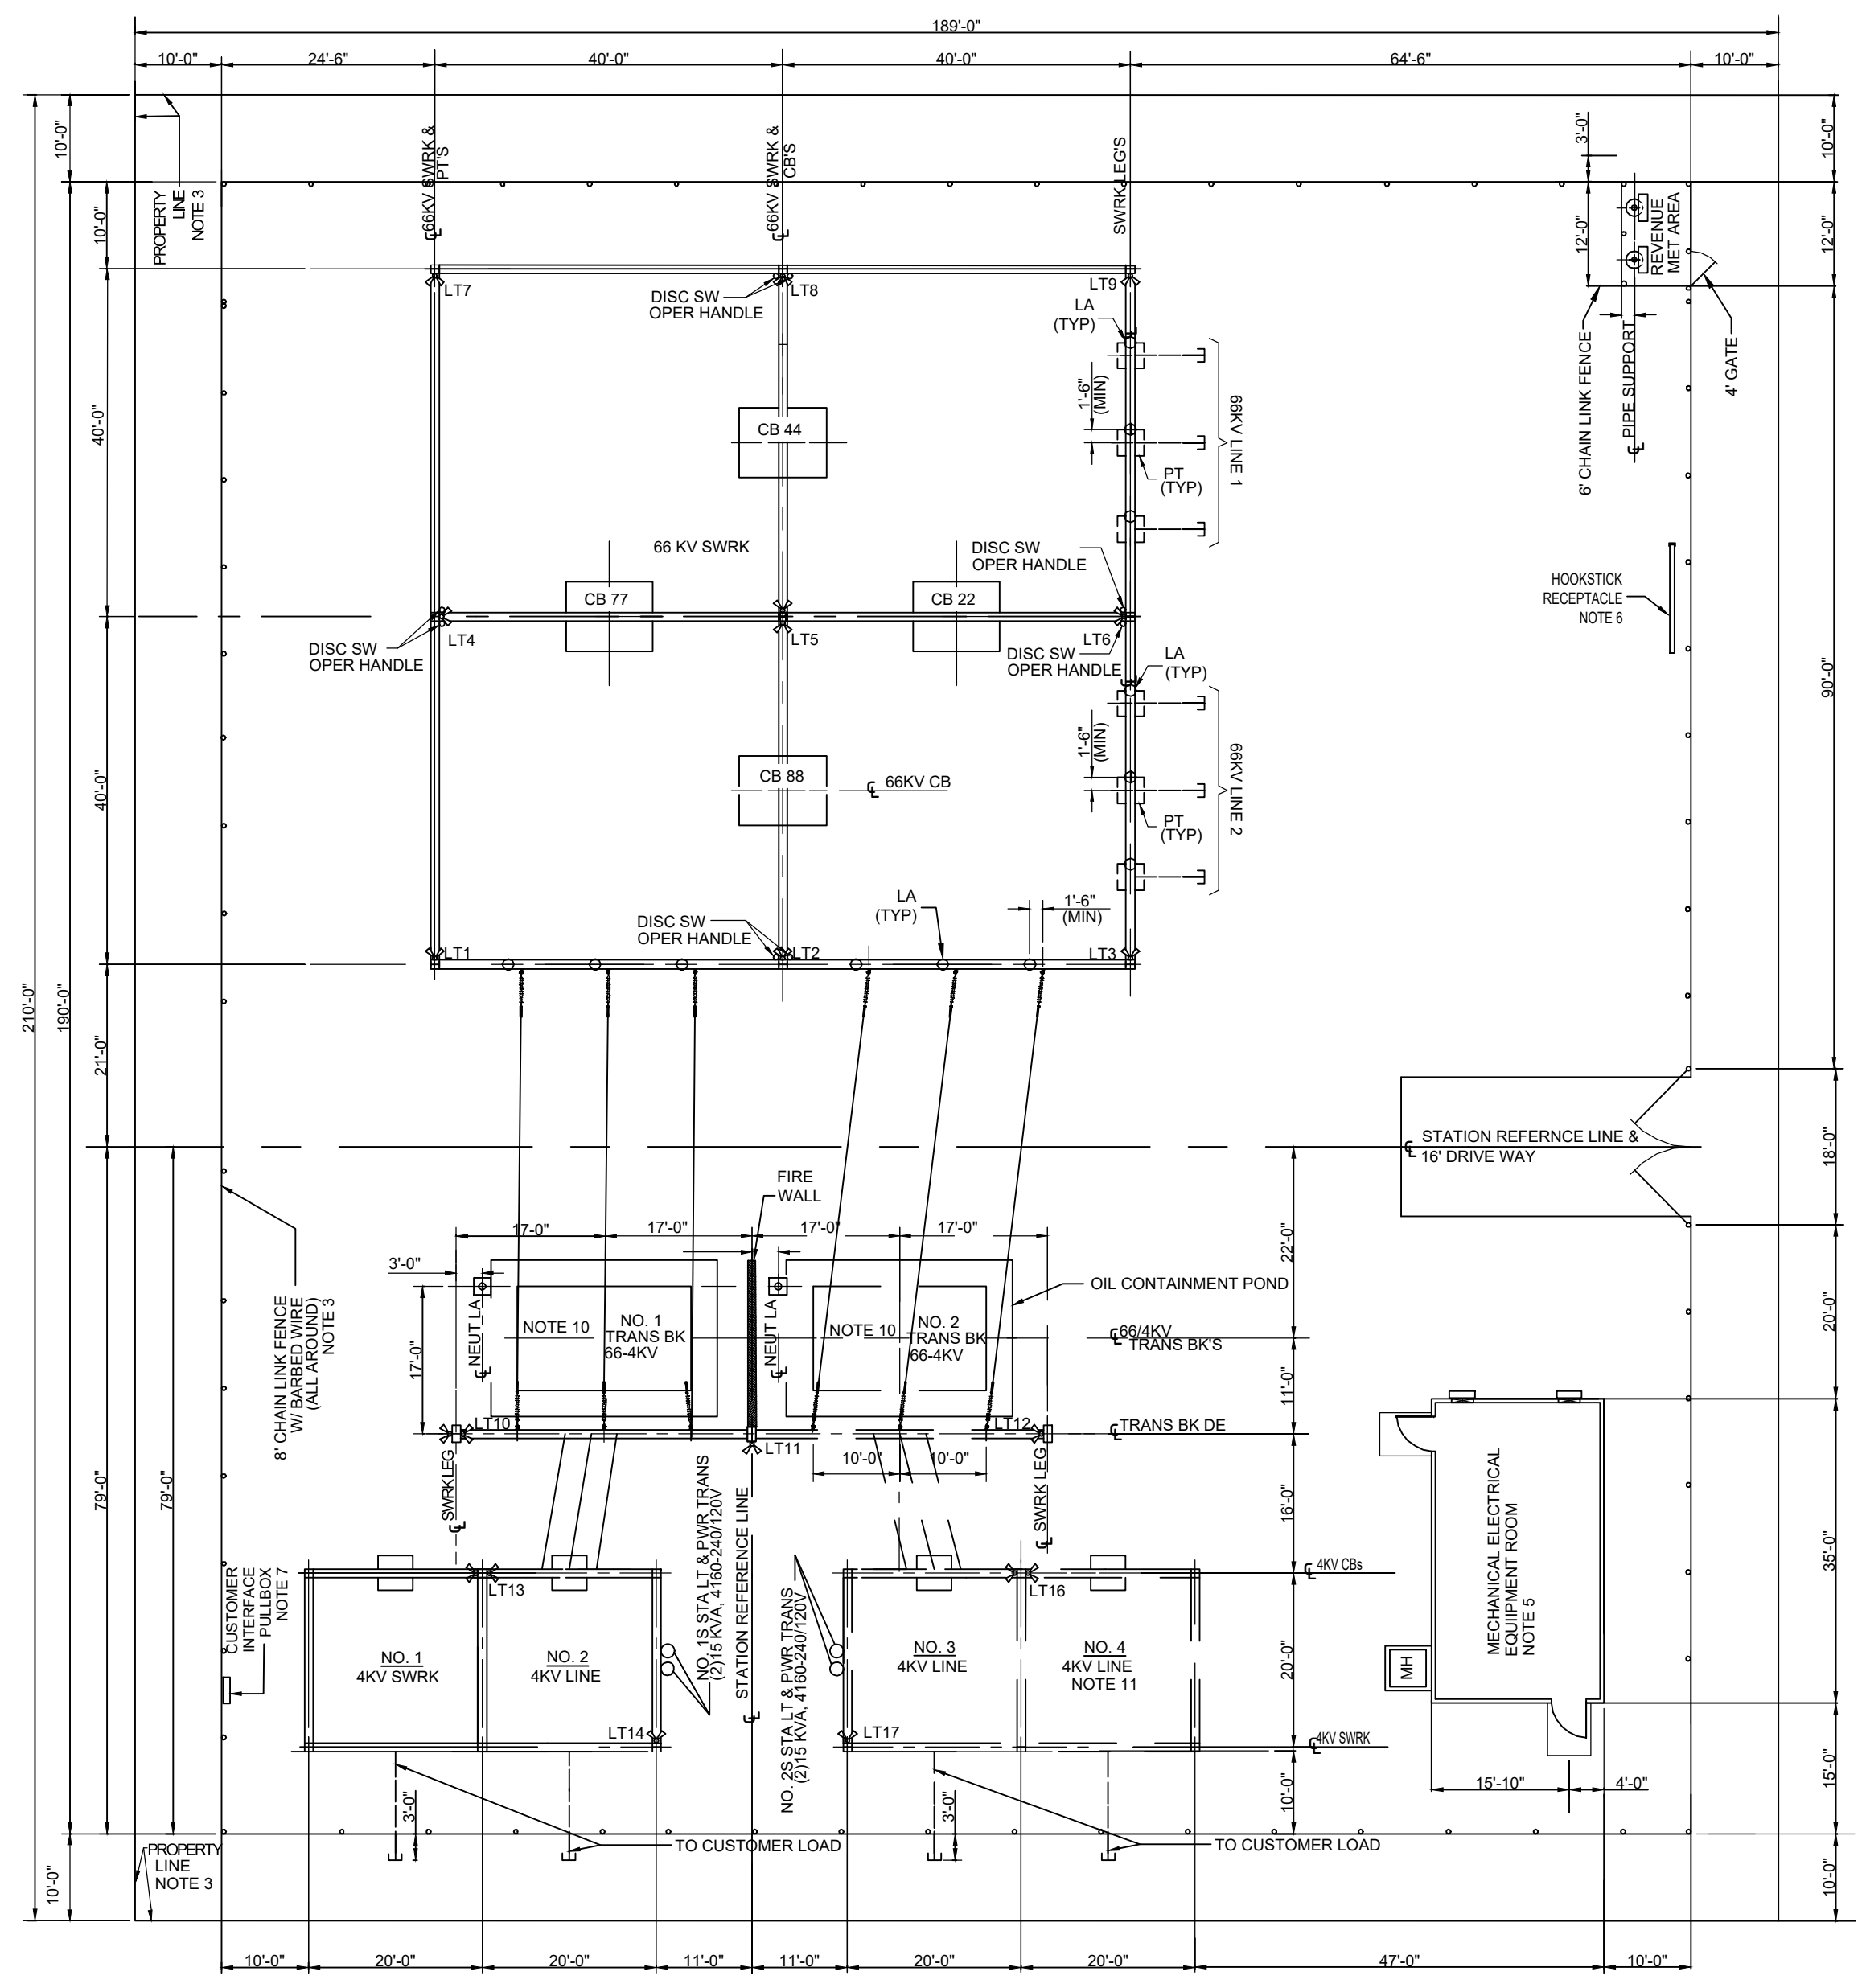 189'-0"
10'-0"
24'-6"
40'-0"
40'-0"
64'-6"
10'-0"
10'-0"
10'-0"
40'-0"
40'-0"
21'-0"
210'-0"
190'-0"
79'-0"
79'-0"
10'-0"
PROPERTY
LINE
NOTE 3
66KV SWRK &
PT'S
66KV SWRK &
CB'S
SWRK LEG'S
3'-0"
12'-0"
REVENUE
MET AREA
10'-0"
12'-0"
6' CHAIN LINK FENCE
PIPE SUPPORT
4' GATE
LT7
DISC SW
OPER HANDLE
LT8
LT9
LA
(TYP)
1'-6"
(MIN)
CB 44
PT
(TYP)
66KV LINE 1
66 KV SWRK
DISC SW
OPER HANDLE
CB 77
CB 22
HOOKSTICK
RECEPTACLE
NOTE 6
LT4
LT5
LT6
DISC SW
OPER HANDLE
DISC SW
OPER HANDLE
LA
(TYP)
90'-0"
1'-6"
(MIN)
CB 88
66KV CB
PT
(TYP)
66KV LINE 2
LA
(TYP)
1'-6"
(MIN)
DISC SW
OPER HANDLE
LT1
LT2
LT3
STATION REFERNCE LINE &
16' DRIVE WAY
18'-0"
FIRE
WALL
17'-0"
17'-0"
17'-0"
17'-0"
22'-0"
20'-0"
3'-0"
OIL CONTAINMENT POND
8' CHAIN LINK FENCE
W/ BARBED WIRE
(ALL AROUND)
NOTE 3
17'-0"
NEUT LA
NOTE 10
NO. 1
TRANS BK
66-4KV
NEUT LA
NOTE 10
NO. 2
TRANS BK
66-4KV
66/4KV
TRANS BK'S
11'-0"
LT10
LT11
LT12
TRANS BK DE
10'-0"
10'-0"
SWRK LEG
SWRK LEG
16'-0"
NO. 1S STA LT & PWR TRANS
(2)15 KVA, 4160-240/120V
STATION REFERENCE LINE
NO. 2S STA LT & PWR TRANS
(2)15 KVA, 4160-240/120V
MECHANICAL ELECTRICAL
EQUIIPMENT ROOM
NOTE 5
35'-0"
CUSTOMER
INTERFACE
PULLBOX
NOTE 7
LT13
LT16
4KV CBs
NO. 1
4KV SWRK
NO. 2
4KV LINE
NO. 3
4KV LINE
NO. 4
4KV LINE
NOTE 11
20'-0"
MH
LT14
LT17
4KV SWRK
15'-10"
4'-0"
15'-0"
3'-0"
3'-0"
10'-0"
TO CUSTOMER LOAD
TO CUSTOMER LOAD
PROPERTY
LINE
NOTE 3
10'-0"
10'-0"
20'-0"
20'-0"
11'-0"
11'-0"
20'-0"
20'-0"
47'-0"
10'-0"